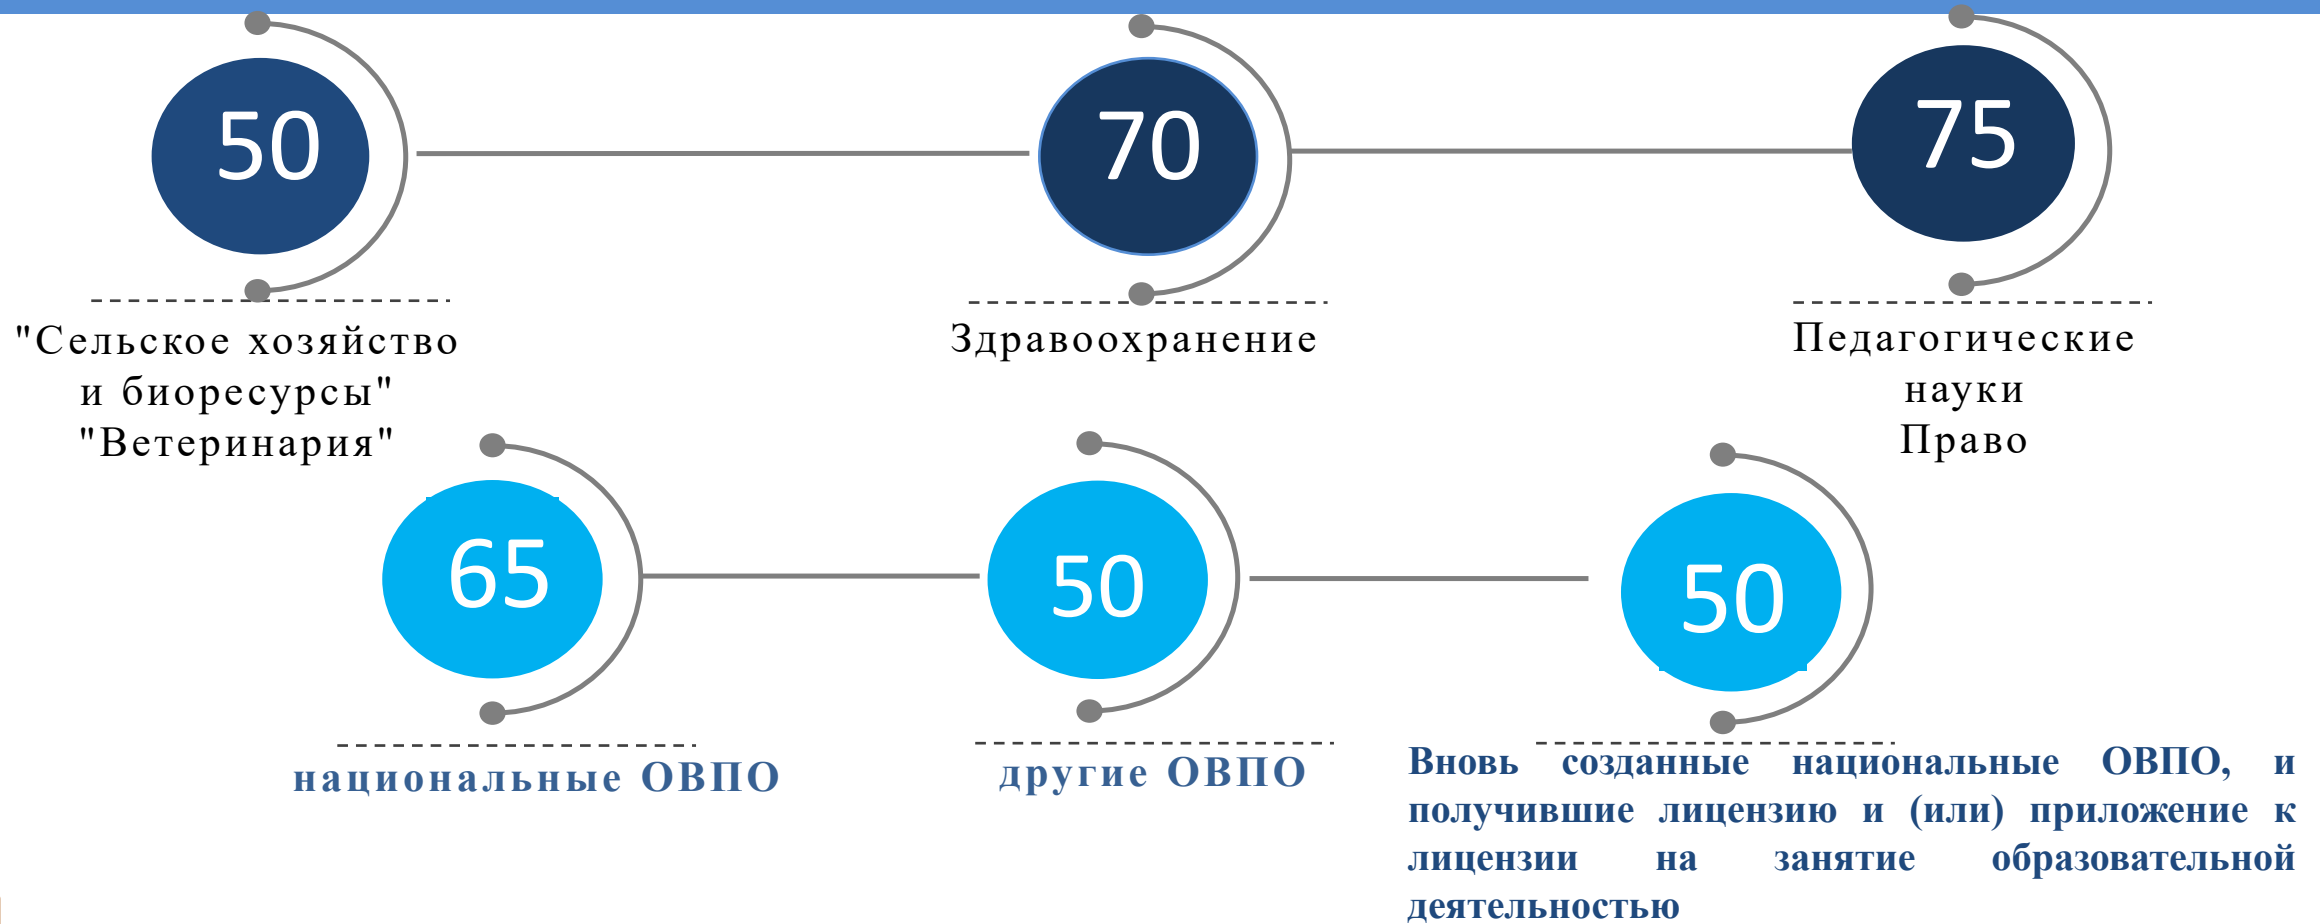 50
70
75
"Сельское хозяйство
и биоресурсы"
"Ветеринария"
Здравоохранение
Педагогические
науки
Право
65
50
50
национальные ОВПО
другие ОВПО
Вновь созданные национальные ОВПО, и
получившие лицензию и (или) приложение к
лицензии на занятие образовательной
деятельностью